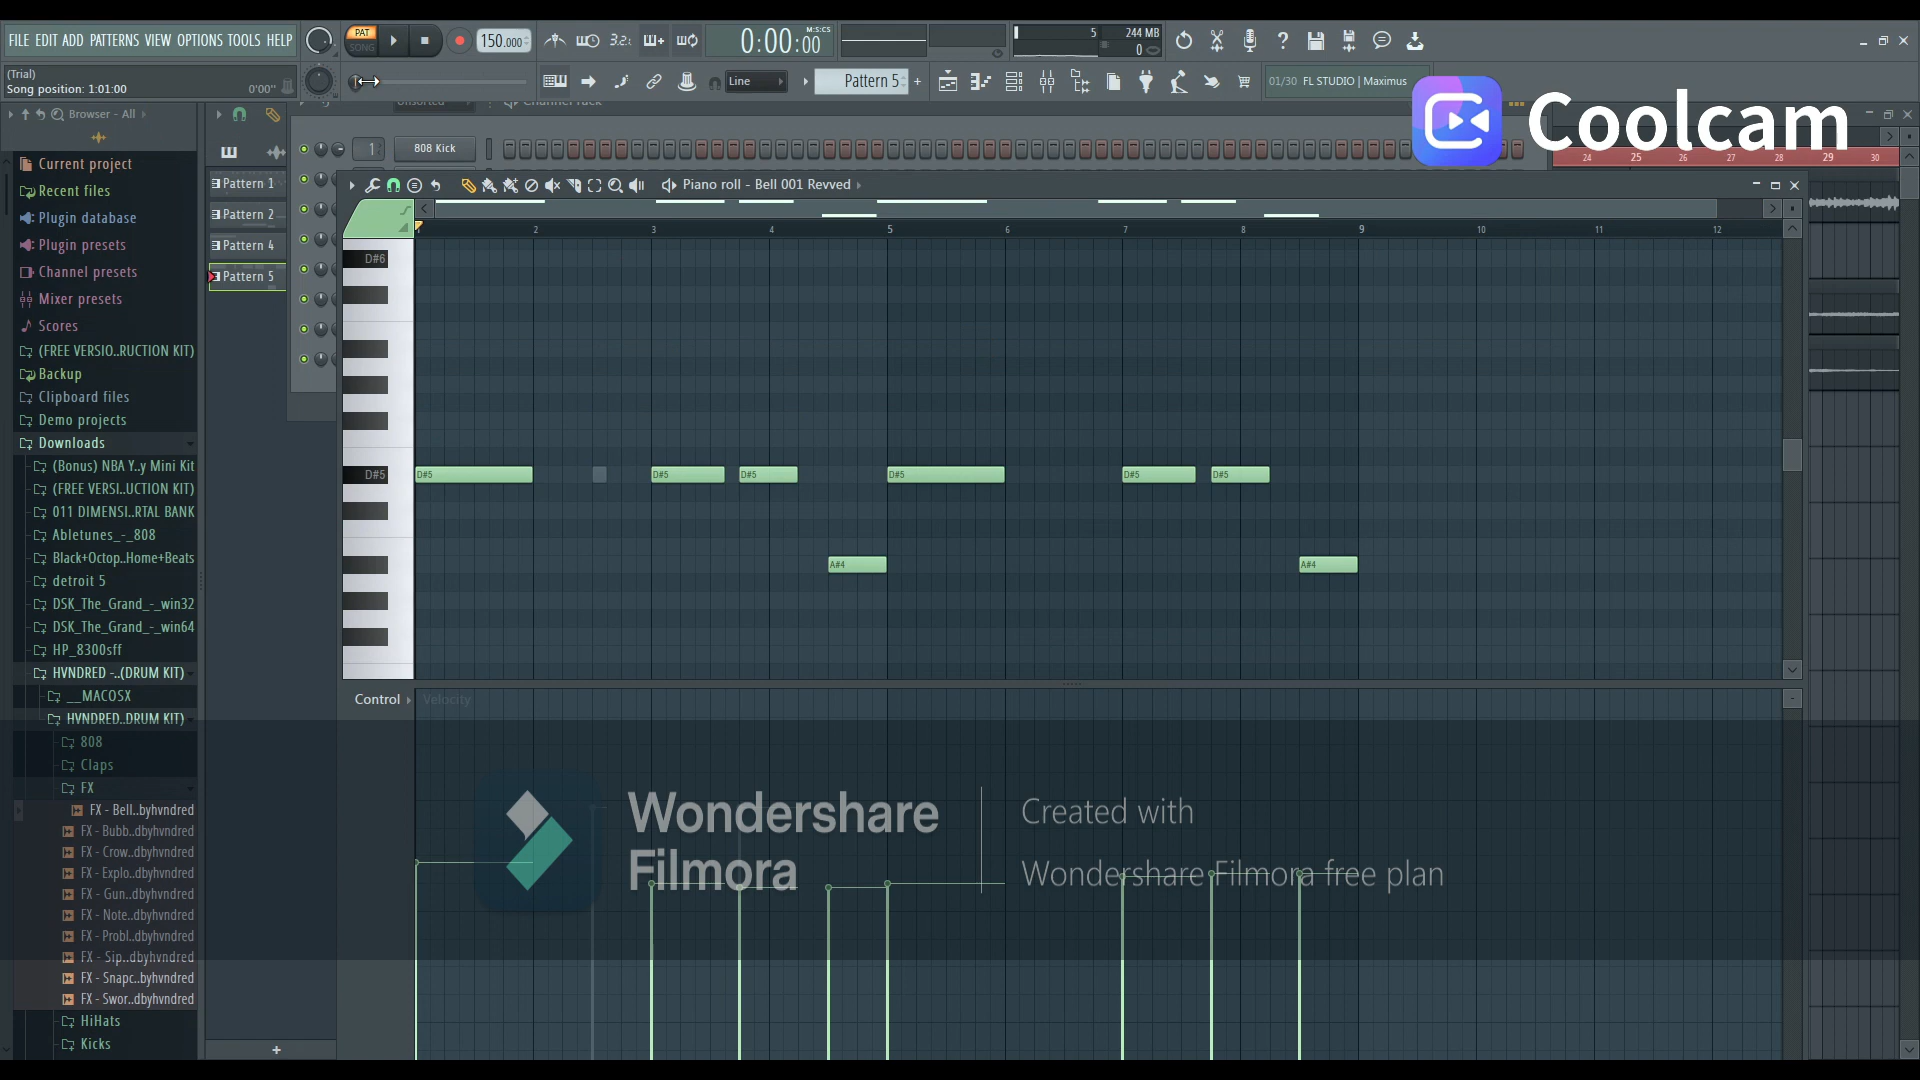 FILE EDIT ADD PATTERNS VIEW OPTIONS TOOLS HELP
PAT
SONG
150.000
3.2.
0:00:00
M:S:CS
5
244 MB
0
(Trial)
Song position: 1:01:00
0'00"
Line
Pattern 5
01/30 FL STUDIO | Maximus
Coolcam
Browser - All
Channel rack
1
808 Kick
24 25 26 27 28 29 30
Current project
Recent files
Plugin database
Plugin presets
Channel presets
Mixer presets
Scores
(FREE VERSIO..RUCTION KIT)
Backup
Clipboard files
Demo projects
Downloads
(Bonus) NBA Y..y Mini Kit
(FREE VERSI..UCTION KIT)
011 DIMENSI..RTAL BANK
Abletunes_-_808
Black+Octop..Home+Beats
detroit 5
DSK_The_Grand_-_win32
DSK_The_Grand_-_win64
HP_8300sff
HVNDRED -..(DRUM KIT)
__MACOSX
HVNDRED..DRUM KIT)
808
Claps
FX
FX - Bell..byhvndred
FX - Bubb..dbyhvndred
FX - Crow..dbyhvndred
FX - Explo..dbyhvndred
FX - Gun..dbyhvndred
FX - Note..dbyhvndred
FX - Probl..dbyhvndred
FX - Sip..dbyhvndred
FX - Snapc..byhvndred
FX - Swor..dbyhvndred
HiHats
Kicks
Pattern 1
Pattern 2
Pattern 4
Pattern 5
Piano roll - Bell 001 Revved
2 3 4 5 6 7 8 9 10 11 12
D#6
D#5
D#5 D#5 D#5 D#5 D#5 D#5
A#4 A#4
Control
Velocity
Wondershare
Filmora
Created with
Wondershare Filmora free plan